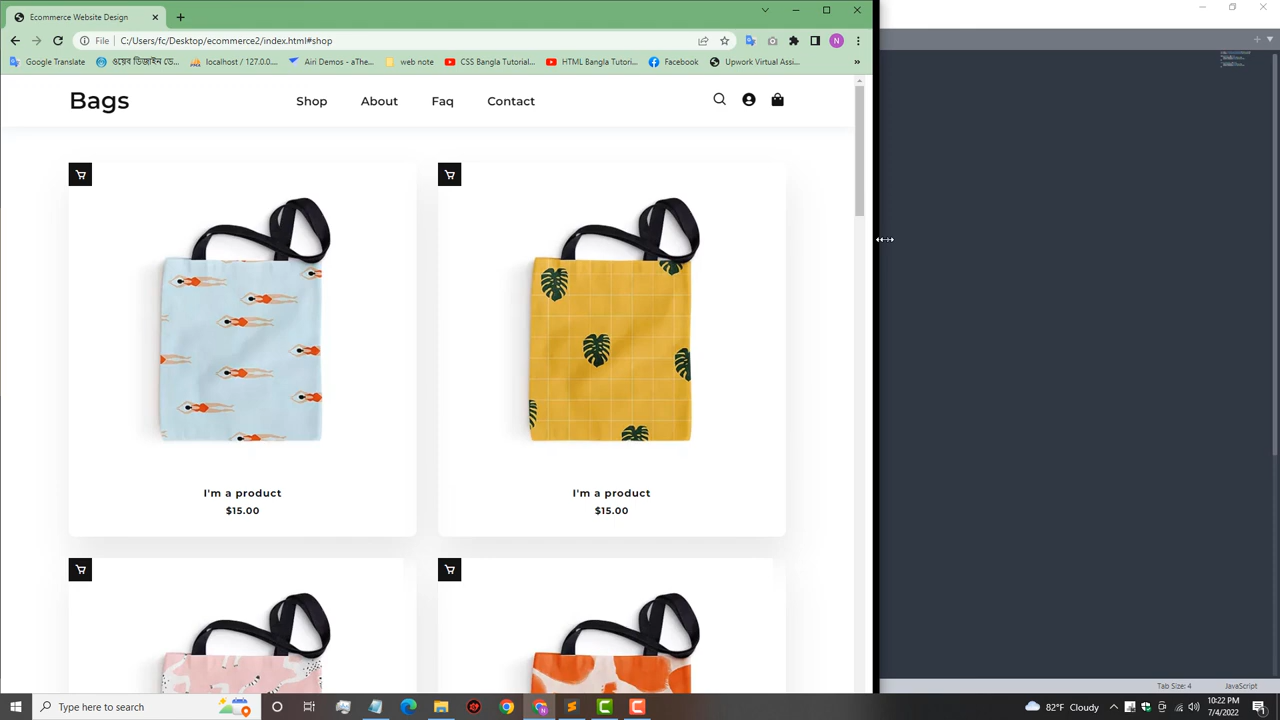 Ecommerce Website Design
File
C:/Users/fc/Desktop/ecommerce2/index.html#shop
N
Google Translate
ওয়েব ডিজাইন ডে...
localhost / 127.0.0....
Airi Demos - aThe...
web note
CSS Bangla Tutorial...
HTML Bangla Tutori...
Facebook
Upwork Virtual Assi...
»
Bags
Shop
About
Faq
Contact
I'm a product
$15.00
I'm a product
$15.00
Tab Size: 4
JavaScript
Type here to search
82°F Cloudy
10:22 PM
7/4/2022